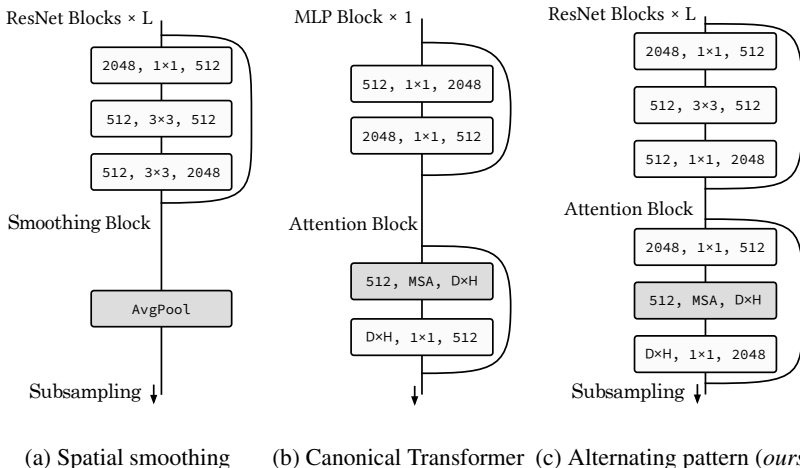 ResNet Blocks × L
2048, 1×1, 512
512, 3×3, 512
512, 3×3, 2048
Smoothing Block
AvgPool
Subsampling
(a) Spatial smoothing
MLP Block × 1
512, 1×1, 2048
2048, 1×1, 512
Attention Block
512, MSA, D×H
D×H, 1×1, 512
(b) Canonical Transformer
ResNet Blocks × L
2048, 1×1, 512
512, 3×3, 512
512, 1×1, 2048
Attention Block
2048, 1×1, 512
512, MSA, D×H
D×H, 1×1, 2048
Subsampling
(c) Alternating pattern (ours